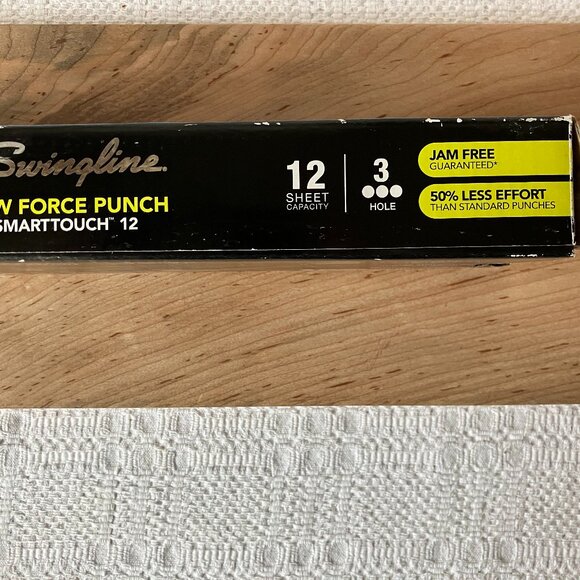 Swingline®
W FORCE PUNCH
SMARTTOUCH™ 12
12
SHEET
CAPACITY
3
HOLE
JAM FREE
GUARANTEED*
50% LESS EFFORT
THAN STANDARD PUNCHES